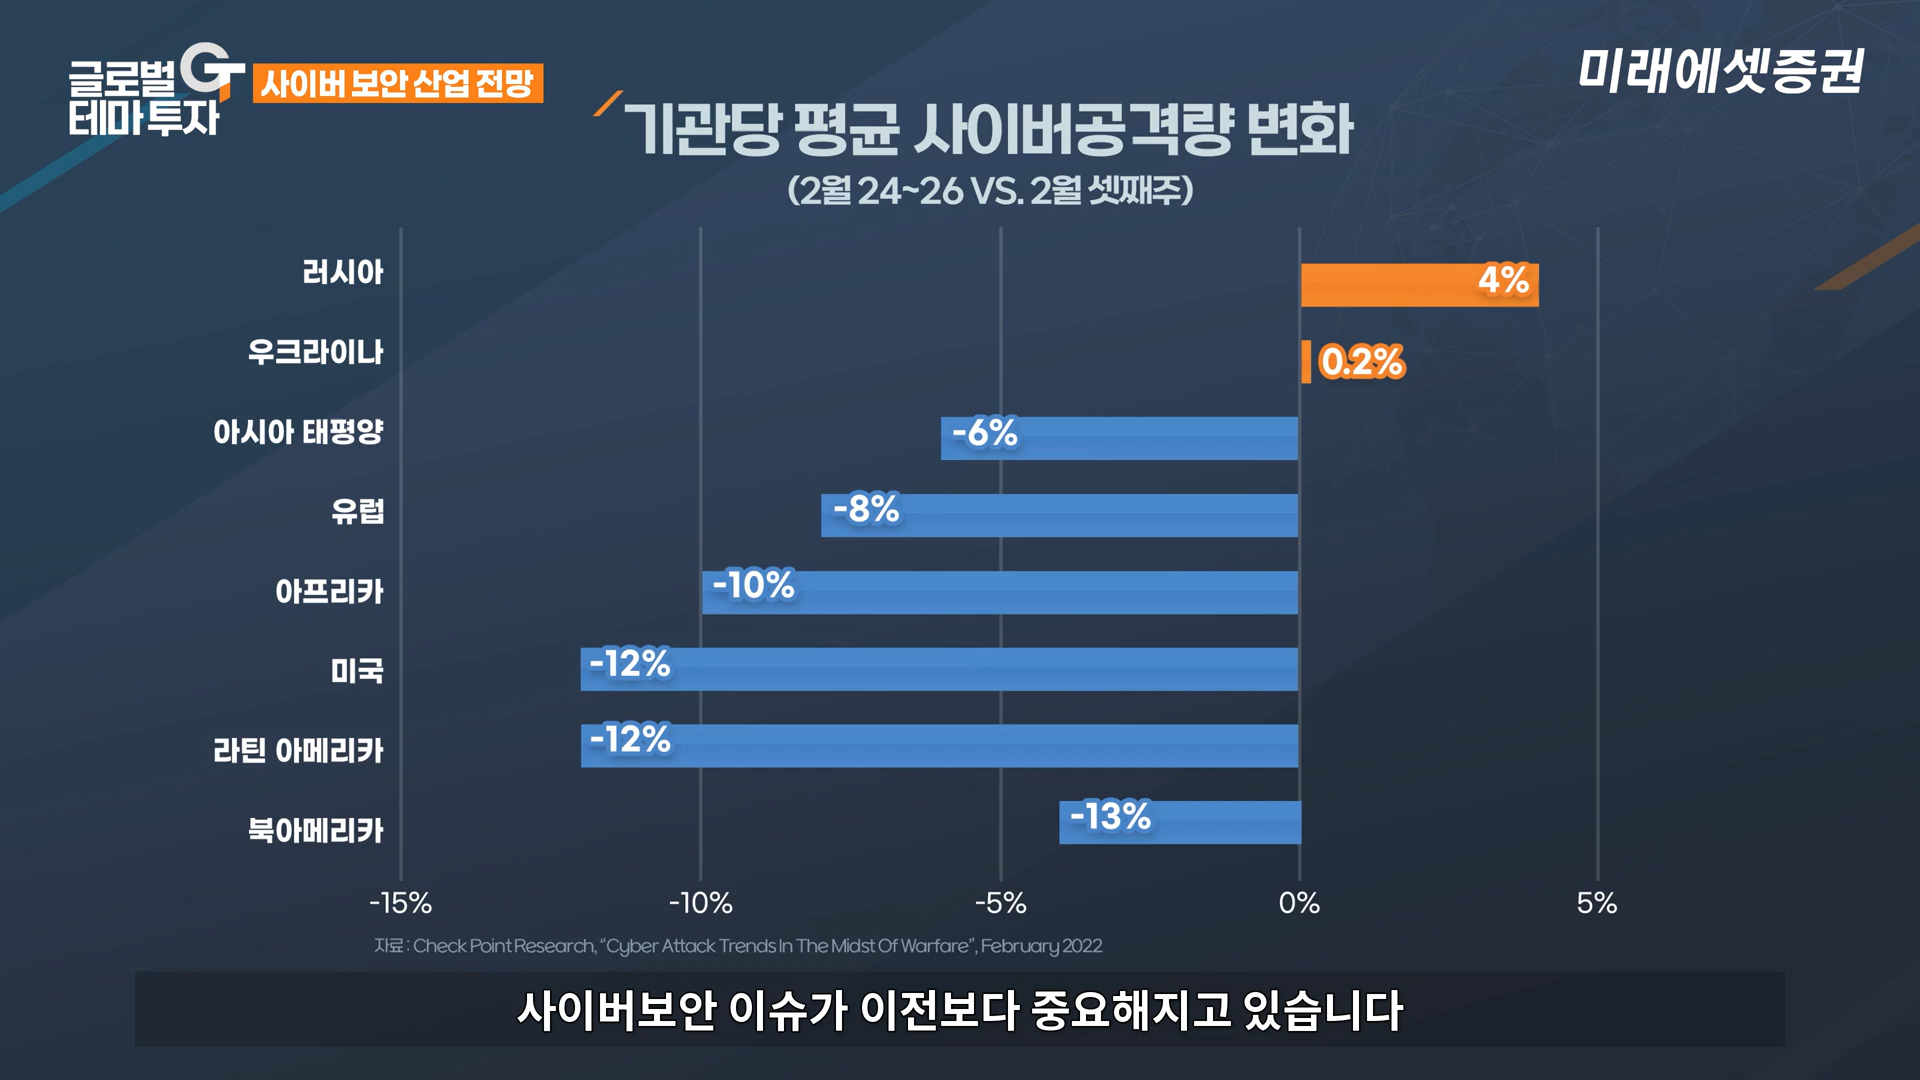 글로벌
테마 투자
GT
사이버 보안 산업 전망
미래에셋증권
기관당 평균 사이버공격량 변화
(2월 24~26 VS. 2월 셋째주)
러시아
4%
우크라이나
0.2%
아시아 태평양
-6%
유럽
-8%
아프리카
-10%
미국
-12%
라틴 아메리카
-12%
북아메리카
-13%
-15%
-10%
-5%
0%
5%
자료 : Check Point Research, "Cyber Attack Trends In The Midst Of Warfare", February 2022
사이버보안 이슈가 이전보다 중요해지고 있습니다